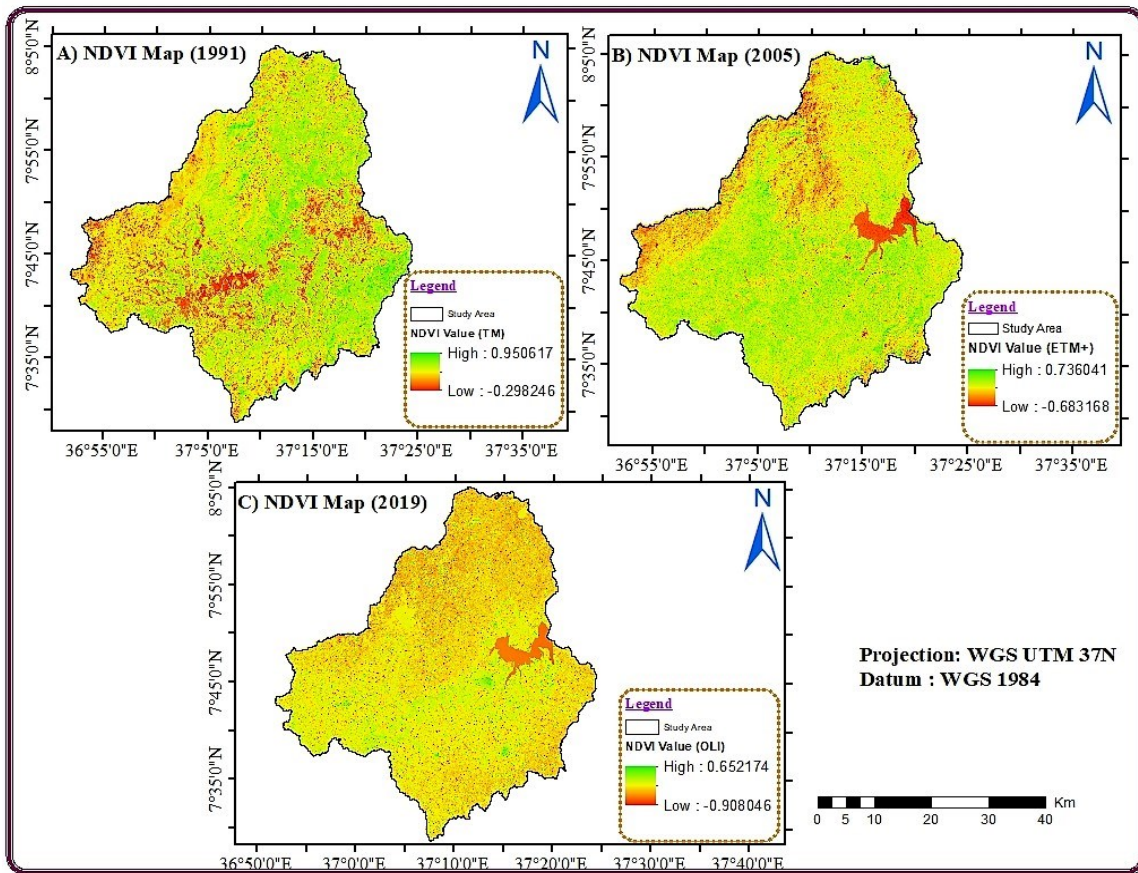 A) NDVI Map (1991)
N
8°5'0"N
7°55'0"N
7°45'0"N
7°35'0"N
Legend
Study Area
NDVI Value (TM)
High : 0.950617
Low : -0.298246
36°55'0"E 37°5'0"E 37°15'0"E 37°25'0"E 37°35'0"E
B) NDVI Map (2005)
N
8°5'0"N
7°55'0"N
7°45'0"N
7°35'0"N
Legend
Study Area
NDVI Value (ETM+)
High : 0.736041
Low : -0.683168
36°55'0"E 37°5'0"E 37°15'0"E 37°25'0"E 37°35'0"E
C) NDVI Map (2019)
N
8°5'0"N
7°55'0"N
7°45'0"N
7°35'0"N
Legend
Study Area
NDVI Value (OLI)
High : 0.652174
Low : -0.908046
36°50'0"E 37°0'0"E 37°10'0"E 37°20'0"E 37°30'0"E 37°40'0"E
Projection: WGS UTM 37N
Datum : WGS 1984
Km
0 5 10 20 30 40